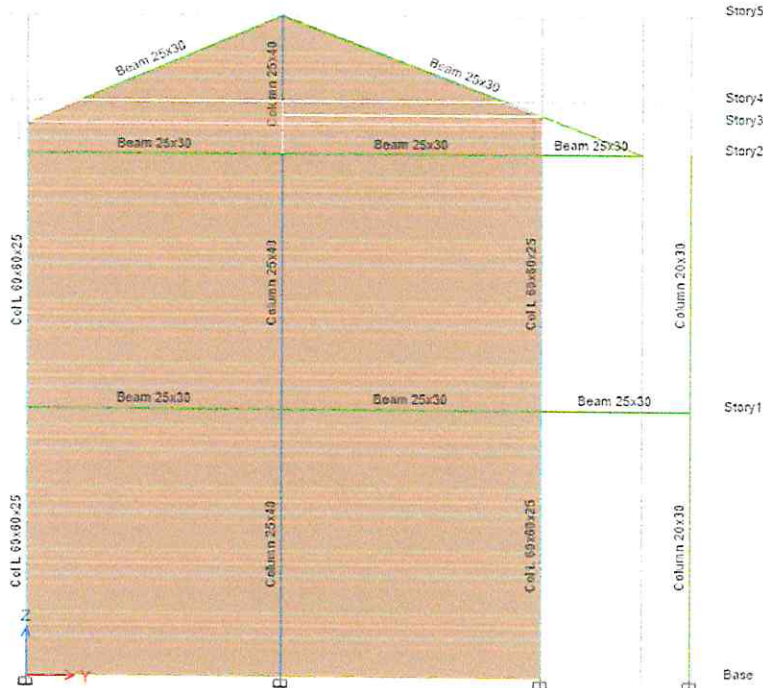 Story5
Beam 25x30
Column 25x40
Beam 25x30
Story4
Story3
Beam 25x30
Beam 25x30
Beam 25x30
Story2
Col L 60x60x25
Column 25x40
Col L 60x60x25
Column 20x30
Beam 25x30
Beam 25x30
Beam 25x30
Story1
Col L 60x60x25
Column 25x40
Col L 60x60x25
Column 20x30
Z
Y
Base